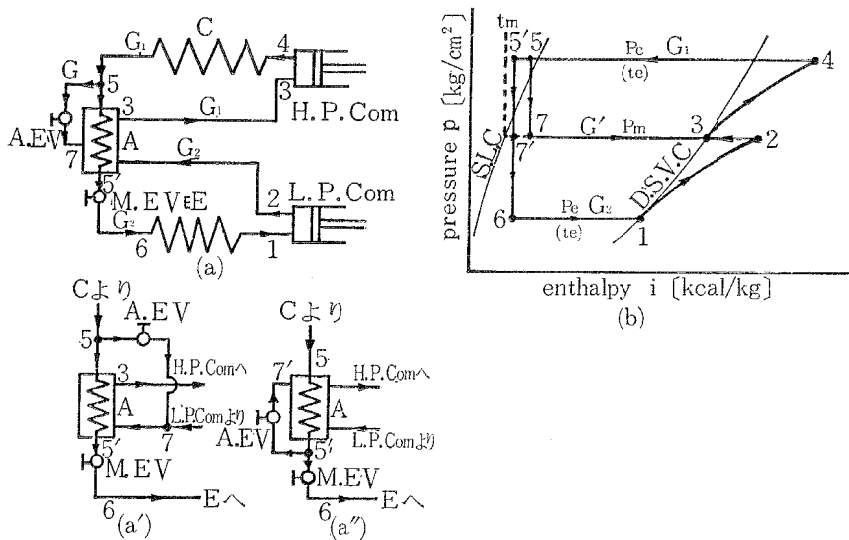 G₁
C
4
G
5
3
G₁
3
H.P.Com
A.EV
A
G₂
7
5′
2
L.P.Com
M.EV
E
G₂
6
1
(a)
Cより
A.EV
5
3
H.P.Comへ
A
L.P.Comより
5′
7
M.EV
6
Eへ
(a′)
Cより
5
7′
H.P.Comへ
A
A.EV
L.P.Comより
5′
M.EV
6
Eへ
(a″)
tm
5′
5
Pc
G₁
(te)
4
SLC
7′
7
G′
Pm
3
2
D.S.V.C
6
Pe
G₂
(te)
1
pressure p [kg/cm²]
enthalpy i [kcal/kg]
(b)